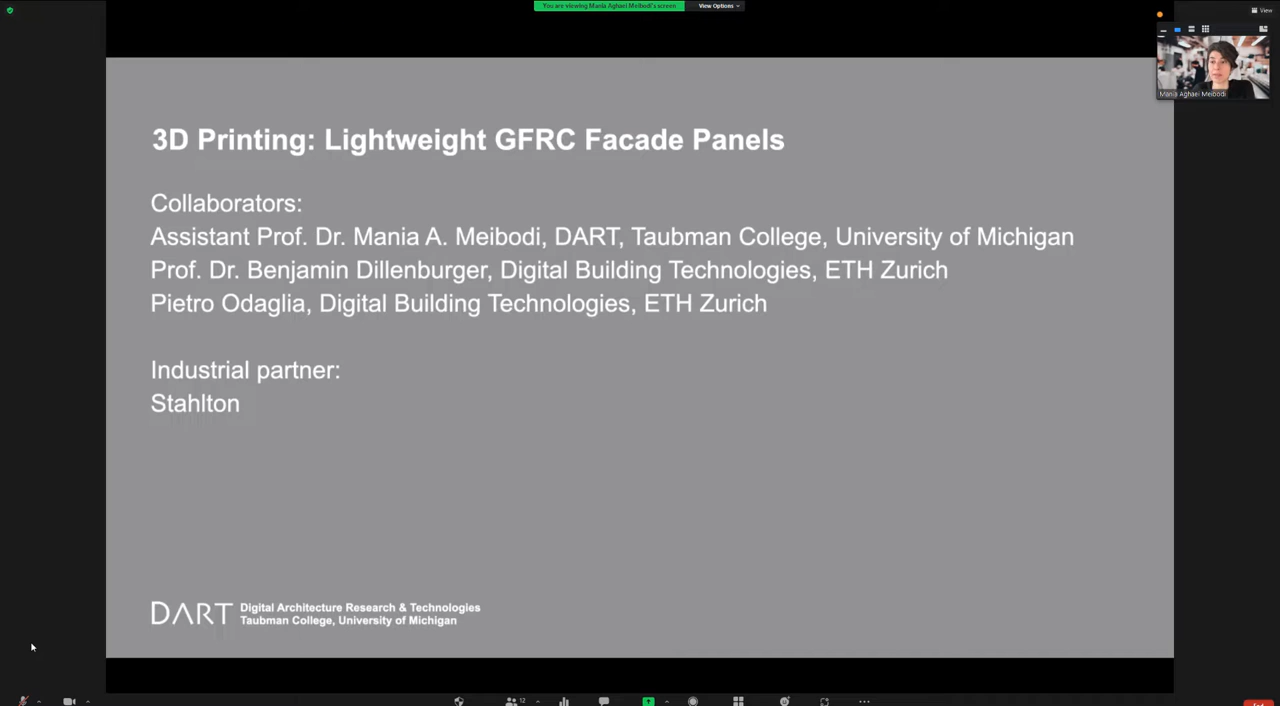 You are viewing Mania Aghaei Meibodi's screen
View Options
View
Mania Aghaei Meibodi
3D Printing: Lightweight GFRC Facade Panels
Collaborators:
Assistant Prof. Dr. Mania A. Meibodi, DART, Taubman College, University of Michigan
Prof. Dr. Benjamin Dillenburger, Digital Building Technologies, ETH Zurich
Pietro Odaglia, Digital Building Technologies, ETH Zurich
Industrial partner:
Stahlton
DART
Digital Architecture Research & Technologies
Taubman College, University of Michigan
12